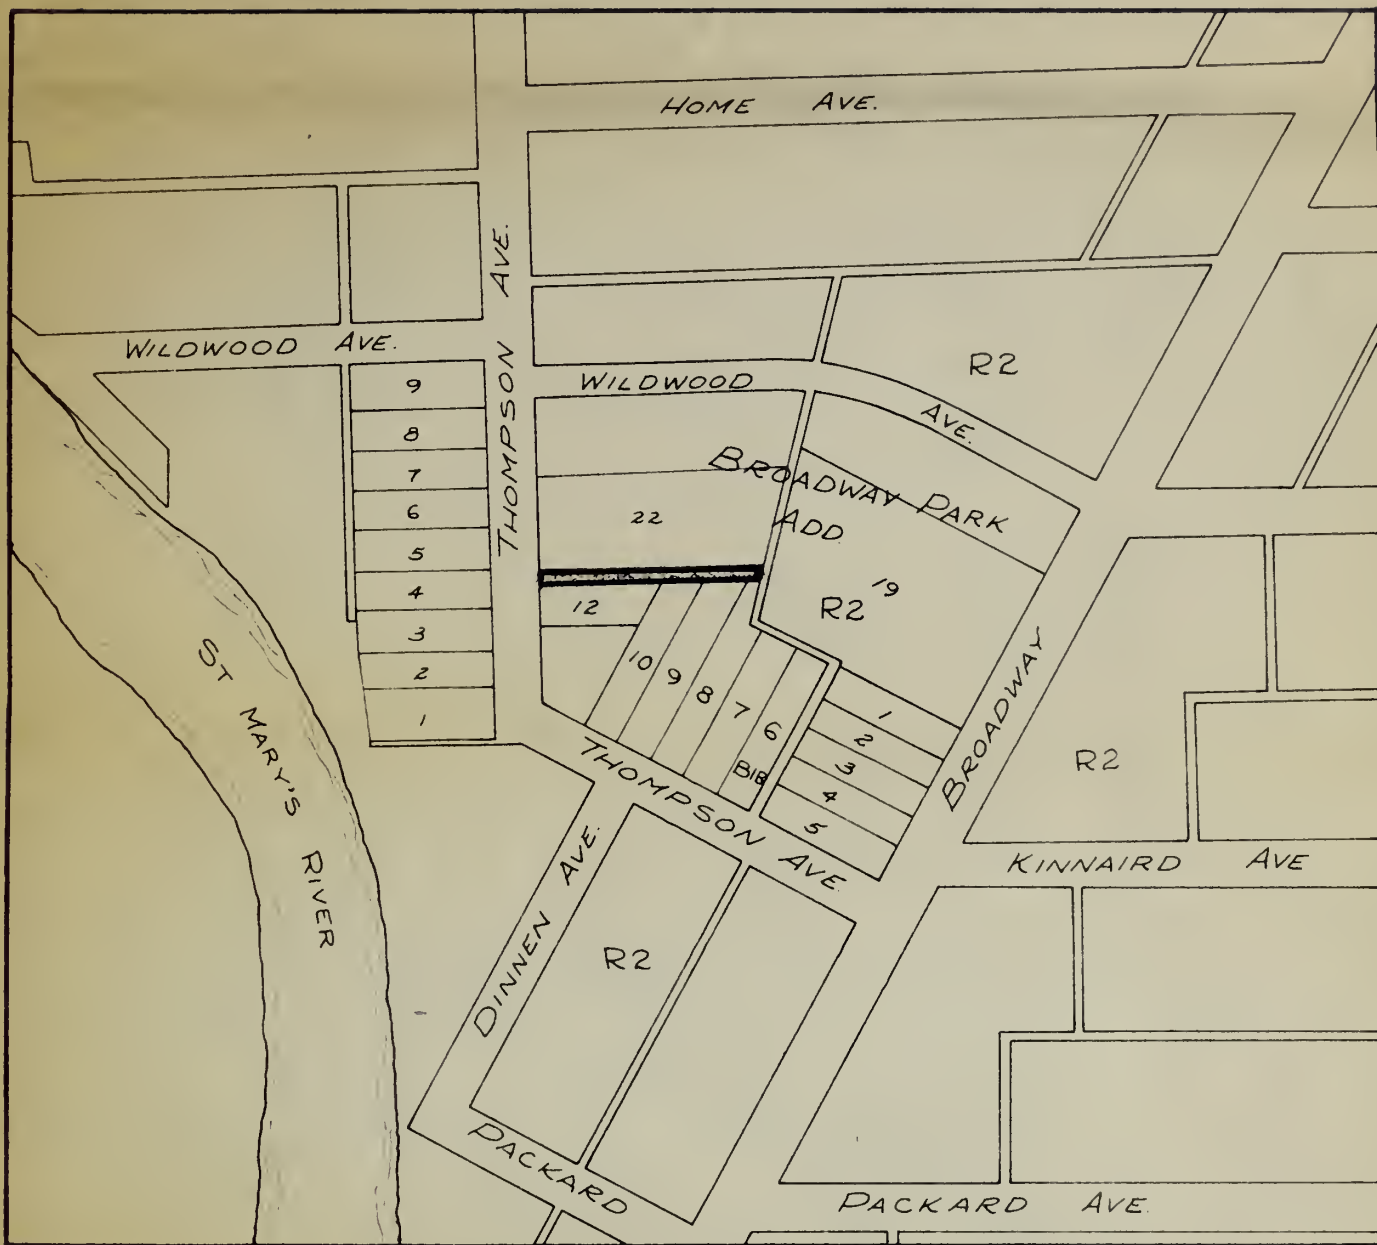 HOME AVE.
THOMPSON AVE.
WILDWOOD AVE.
WILDWOOD AVE.
R2
9
8
7
6
5
4
3
2
1
BROADWAY PARK
ADD.
22
19
R2
12
10
9
8
7
6
B1B
1
2
3
4
5
BROADWAY
R2
ST MARY'S RIVER
THOMPSON AVE.
KINNAIRD AVE
DINNEN AVE.
R2
PACKARD
PACKARD AVE.